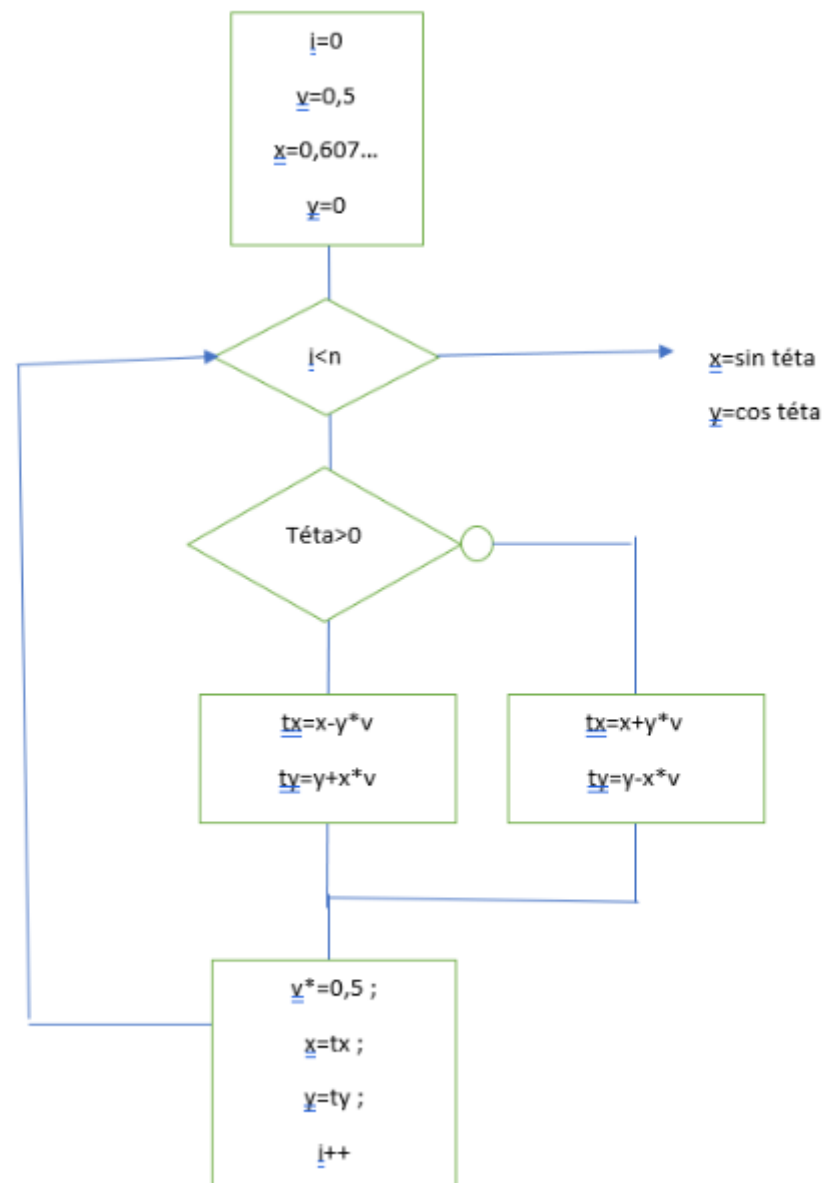 i=0
v=0,5
x=0,607...
y=0
i<n
x=sin téta
y=cos téta
Téta>0
tx=x-y*v
ty=y+x*v
tx=x+y*v
ty=y-x*v
v*=0,5 ;
x=tx ;
y=ty ;
i++